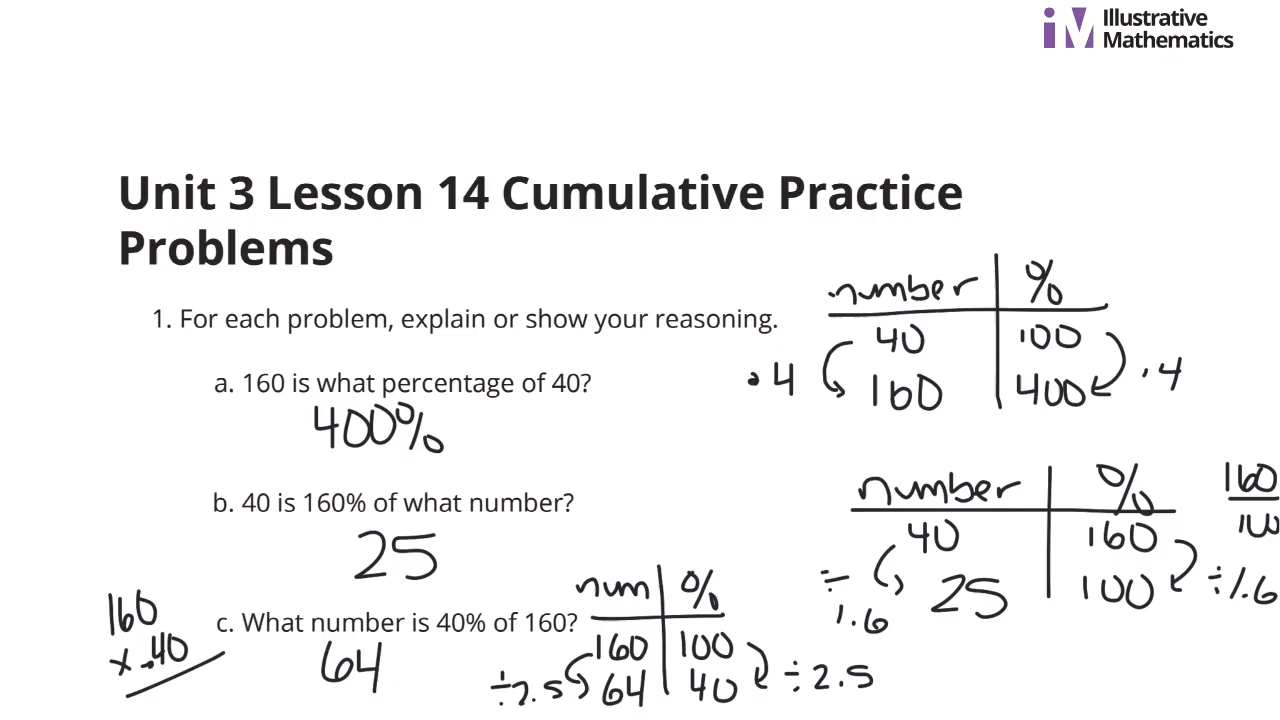 Illustrative
Mathematics
Unit 3 Lesson 14 Cumulative Practice
Problems
1. For each problem, explain or show your reasoning.
number %
40 100
·4 160 400 ·4
a. 160 is what percentage of 40?
400%
b. 40 is 160% of what number?
25
number %
40 160
÷1.6 25 100 ÷1.6
160
100
c. What number is 40% of 160?
64
160
x .40
num %
160 100
÷2.5 64 40 ÷2.5